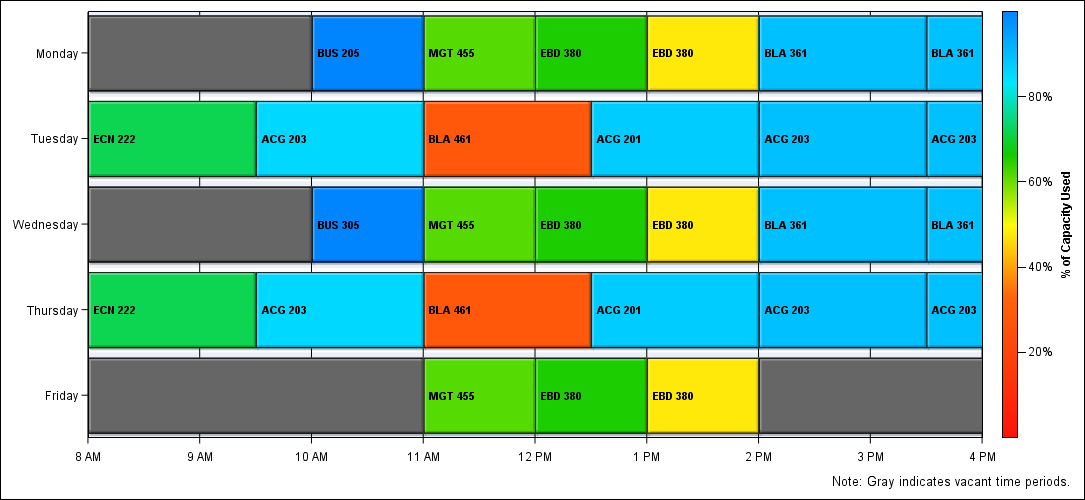 Monday
BUS 205
MGT 455
EBD 380
EBD 380
BLA 361
BLA 361
Tuesday
ECN 222
ACG 203
BLA 461
ACG 201
ACG 203
ACG 203
Wednesday
BUS 305
MGT 455
EBD 380
EBD 380
BLA 361
BLA 361
Thursday
ECN 222
ACG 203
BLA 461
ACG 201
ACG 203
ACG 203
Friday
MGT 455
EBD 380
EBD 380
8 AM
9 AM
10 AM
11 AM
12 PM
1 PM
2 PM
3 PM
4 PM
80%
60%
40%
20%
% of Capacity Used
Note: Gray indicates vacant time periods.